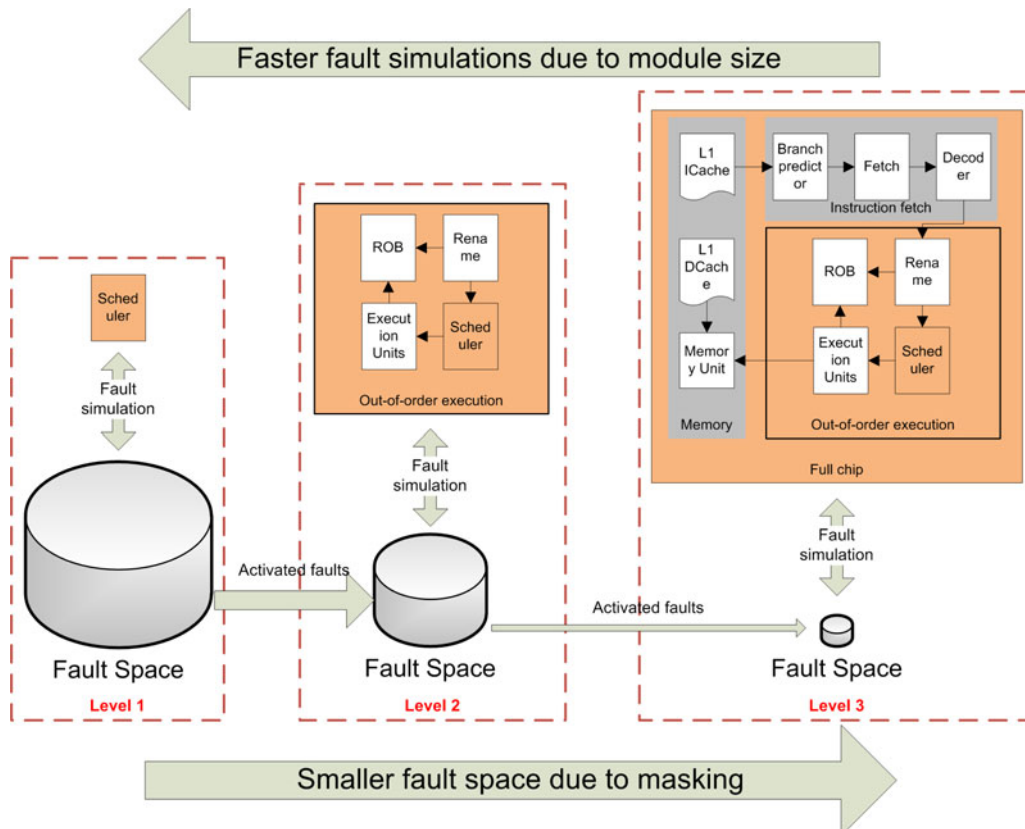 Faster fault simulations due to module size
Sched
uler
Fault
simulation
Activated faults
Fault Space
Level 1
ROB
Rena
me
Execut
ion
Units
Sched
uler
Out-of-order execution
Fault
simulation
Activated faults
Fault Space
Level 2
L1
ICache
Branch
predict
or
Fetch
Decod
er
Instruction fetch
L1
DCach
e
Memor
y Unit
Memory
ROB
Rena
me
Execut
ion
Units
Sched
uler
Out-of-order execution
Full chip
Fault
simulation
Fault Space
Level 3
Smaller fault space due to masking